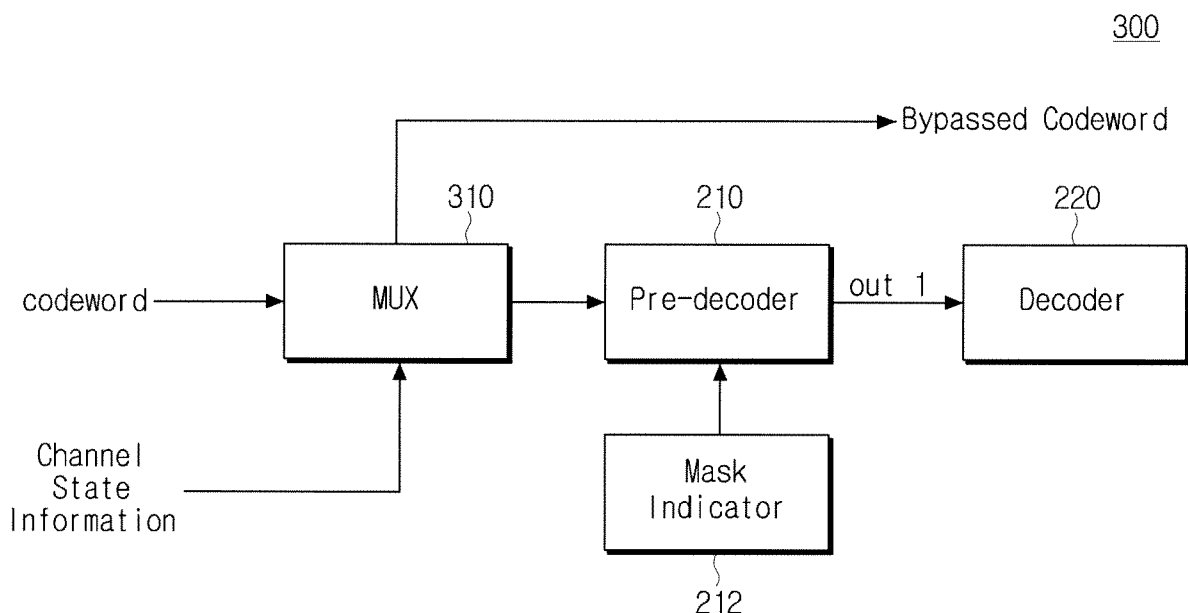 300
Bypassed Codeword
310
210
220
codeword
MUX
Pre-decoder
out 1
Decoder
Channel
State
Information
Mask
Indicator
212